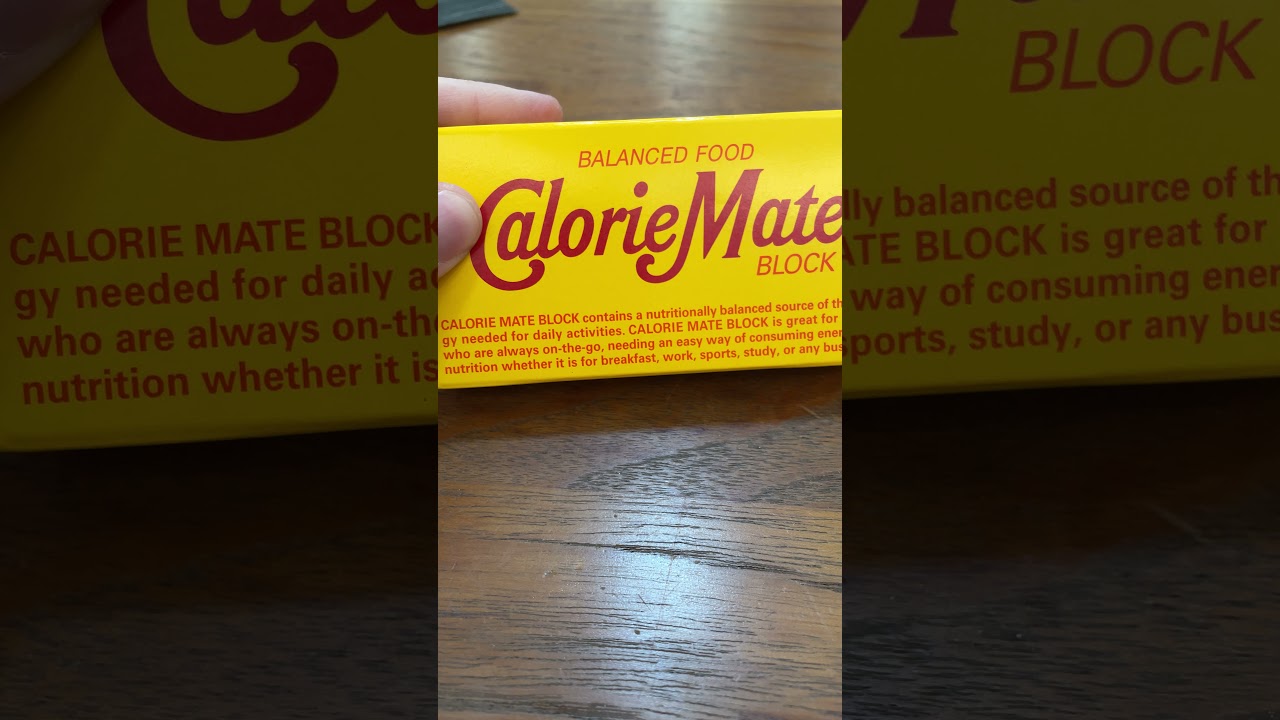 BALANCED FOOD
CalorieMate
BLOCK
CALORIE MATE BLOCK contains a nutritionally balanced source of th
gy needed for daily activities. CALORIE MATE BLOCK is great for
who are always on-the-go, needing an easy way of consuming ener
nutrition whether it is for breakfast, work, sports, study, or any bus